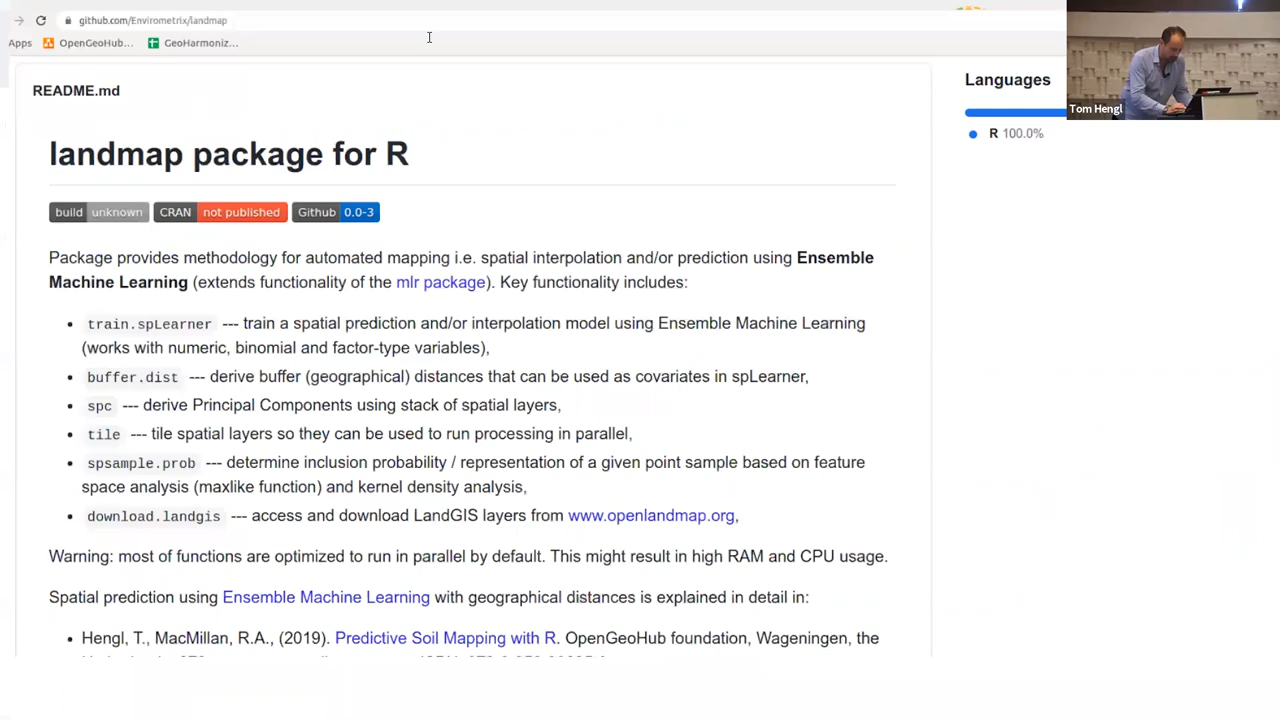 github.com/Envirometrix/landmap
Apps OpenGeoHub... GeoHarmoniz...
Tom Hengl
README.md
Languages
R 100.0%
landmap package for R
build unknown CRAN not published Github 0.0-3
Package provides methodology for automated mapping i.e. spatial interpolation and/or prediction using Ensemble
Machine Learning (extends functionality of the mlr package). Key functionality includes:
train.spLearner --- train a spatial prediction and/or interpolation model using Ensemble Machine Learning
(works with numeric, binomial and factor-type variables),
buffer.dist --- derive buffer (geographical) distances that can be used as covariates in spLearner,
spc --- derive Principal Components using stack of spatial layers,
tile --- tile spatial layers so they can be used to run processing in parallel,
spsample.prob --- determine inclusion probability / representation of a given point sample based on feature
space analysis (maxlike function) and kernel density analysis,
download.landgis --- access and download LandGIS layers from www.openlandmap.org,
Warning: most of functions are optimized to run in parallel by default. This might result in high RAM and CPU usage.
Spatial prediction using Ensemble Machine Learning with geographical distances is explained in detail in:
Hengl, T., MacMillan, R.A., (2019). Predictive Soil Mapping with R. OpenGeoHub foundation, Wageningen, the